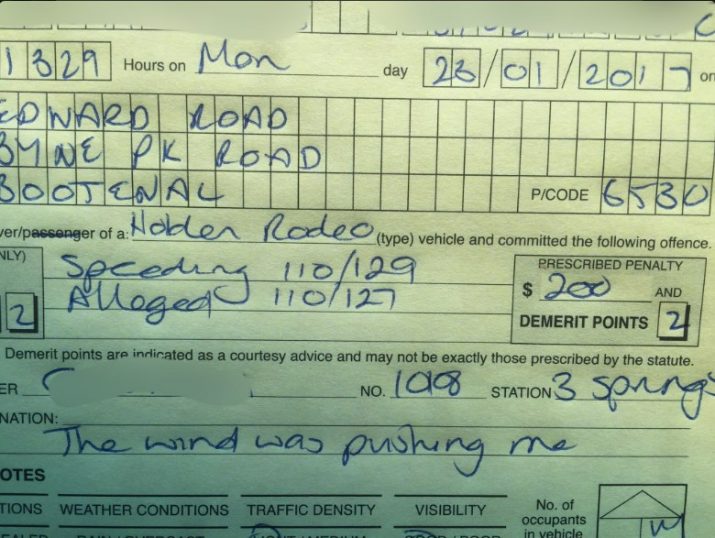 1329 Hours on Mon day 23/01/2017 on
EDWARD ROAD
BYNE PK ROAD
BOOTENAL P/CODE 6530
ver/passenger of a: Holden Rodeo (type) vehicle and committed the following offence.
NLY) Speeding 110/129 PRESCRIBED PENALTY
Alleged 110/127 $ 200 AND
2 DEMERIT POINTS 2
Demerit points are indicated as a courtesy advice and may not be exactly those prescribed by the statute.
ER NO. STATION 3 Springs
NATION:
The wind was pushing me
OTES
TIONS WEATHER CONDITIONS TRAFFIC DENSITY VISIBILITY No. of
occupants
in vehicle